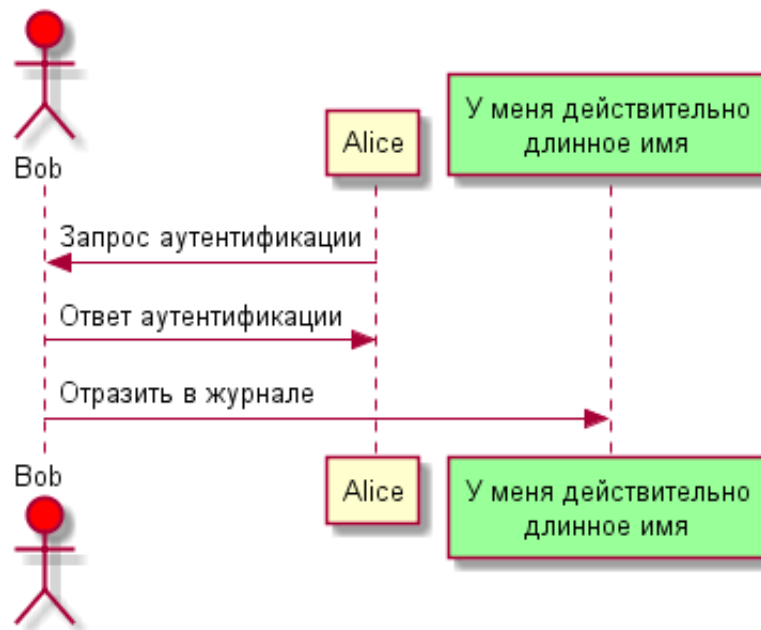 Bob
Alice
У меня действительно
длинное имя
Запрос аутентификации
Ответ аутентификации
Отразить в журнале
Bob
Alice
У меня действительно
длинное имя